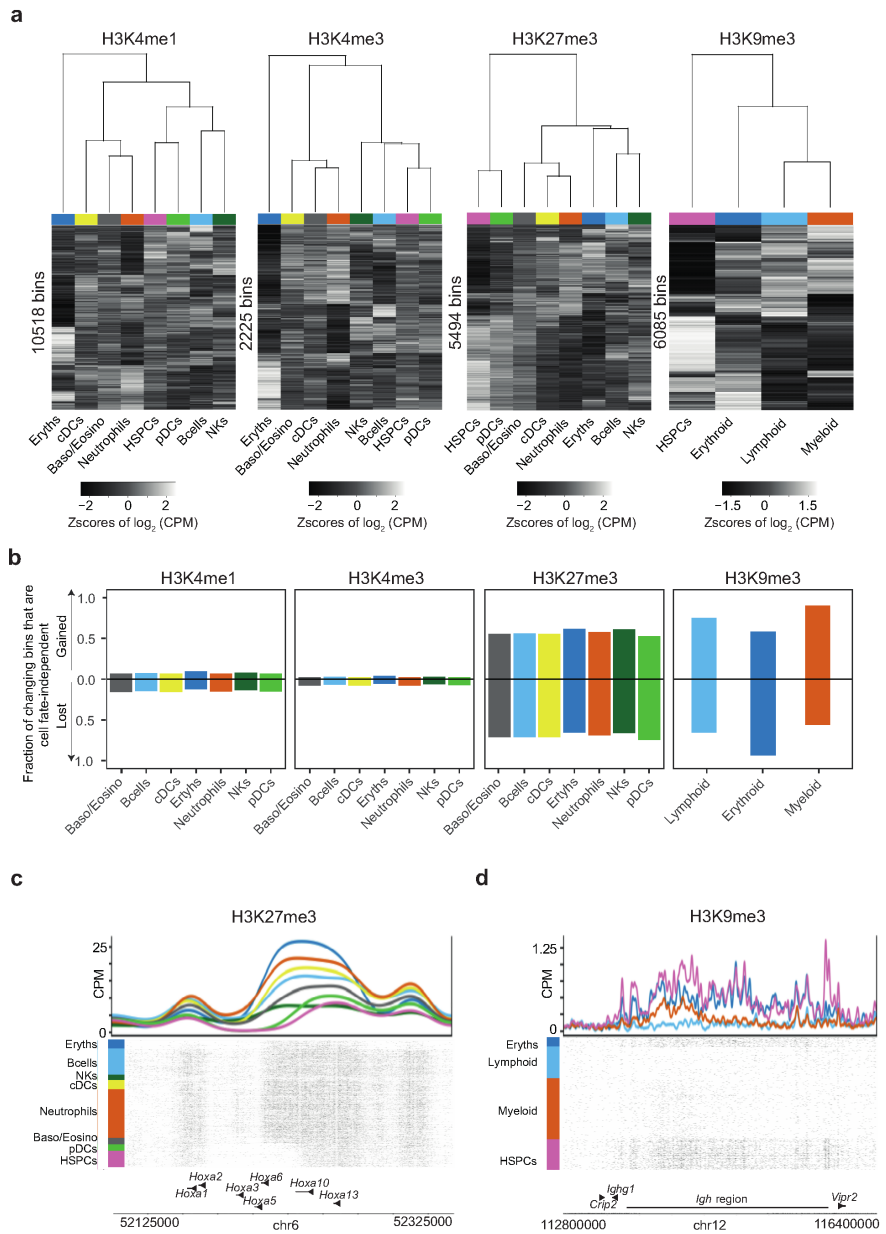 a
H3K4me1
H3K4me3
H3K27me3
H3K9me3
10518 bins
2225 bins
5494 bins
6085 bins
Eryths
cDCs
Baso/Eosino
Neutrophils
HSPCs
pDCs
Bcells
NKs
Eryths
cDCs
Baso/Eosino
Neutrophils
NKs
Bcells
HSPCs
pDCs
HSPCs
pDCs
Baso/Eosino
cDCs
Neutrophils
Eryths
Bcells
NKs
HSPCs
Erythroid
Lymphoid
Myeloid
−2 0 2
Zscores of log2 (CPM)
−2 0 2
Zscores of log2 (CPM)
−2 0 2
Zscores of log2 (CPM)
−1.5 0 1.5
Zscores of log2 (CPM)
b
H3K4me1
H3K4me3
H3K27me3
H3K9me3
Fraction of changing bins that are
cell fate-independent
Lost
Gained
1.0
0.5
0.0
0.5
1.0
Baso/Eosino
Bcells
cDCs
Ertyhs
Neutrophils
NKs
pDCs
Baso/Eosino
Bcells
cDCs
Eryths
Neutrophils
NKs
pDCs
Baso/Eosino
Bcells
cDCs
Eryths
Neutrophils
NKs
pDCs
Lymphoid
Erythroid
Myeloid
c
H3K27me3
25
CPM
0
Eryths
Bcells
NKs
cDCs
Neutrophils
Baso/Eosino
pDCs
HSPCs
Hoxa2
Hoxa6
Hoxa1
Hoxa3
Hoxa10
Hoxa5
Hoxa13
52125000
chr6
52325000
d
H3K9me3
1.25
CPM
0
Eryths
Lymphoid
Myeloid
HSPCs
Ighg1
Crip2
Igh region
Vipr2
112800000
chr12
116400000